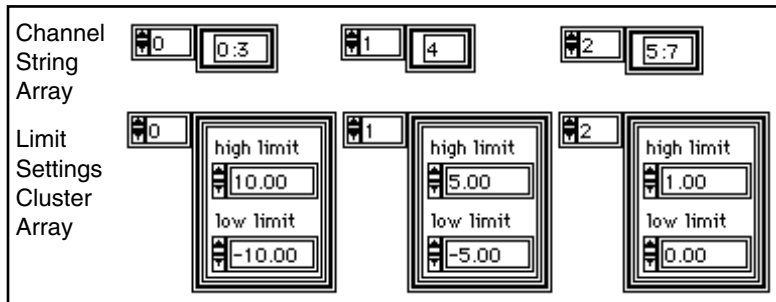 Channel String Array
0 0:3 1 4 2 5:7
Limit Settings Cluster Array
0 1 2
high limit high limit high limit
10.00 5.00 1.00
low limit low limit low limit
-10.00 -5.00 0.00